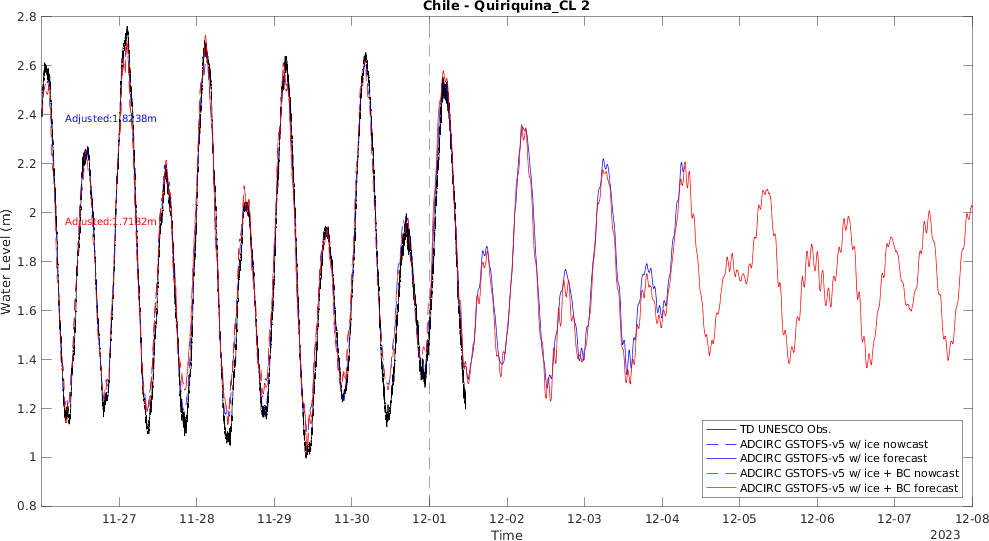 Chile - Quiriquina_CL 2
2.8
2.6
2.4
2.2
2
1.8
1.6
1.4
1.2
1
0.8
Water Level (m)
Adjusted:1.8238m
Adjusted:1.7182m
TD UNESCO Obs.
ADCIRC GSTOFS-v5 w/ ice nowcast
ADCIRC GSTOFS-v5 w/ ice forecast
ADCIRC GSTOFS-v5 w/ ice + BC nowcast
ADCIRC GSTOFS-v5 w/ ice + BC forecast
11-27 11-28 11-29 11-30 12-01 12-02 12-03 12-04 12-05 12-06 12-07 12-08
Time
2023